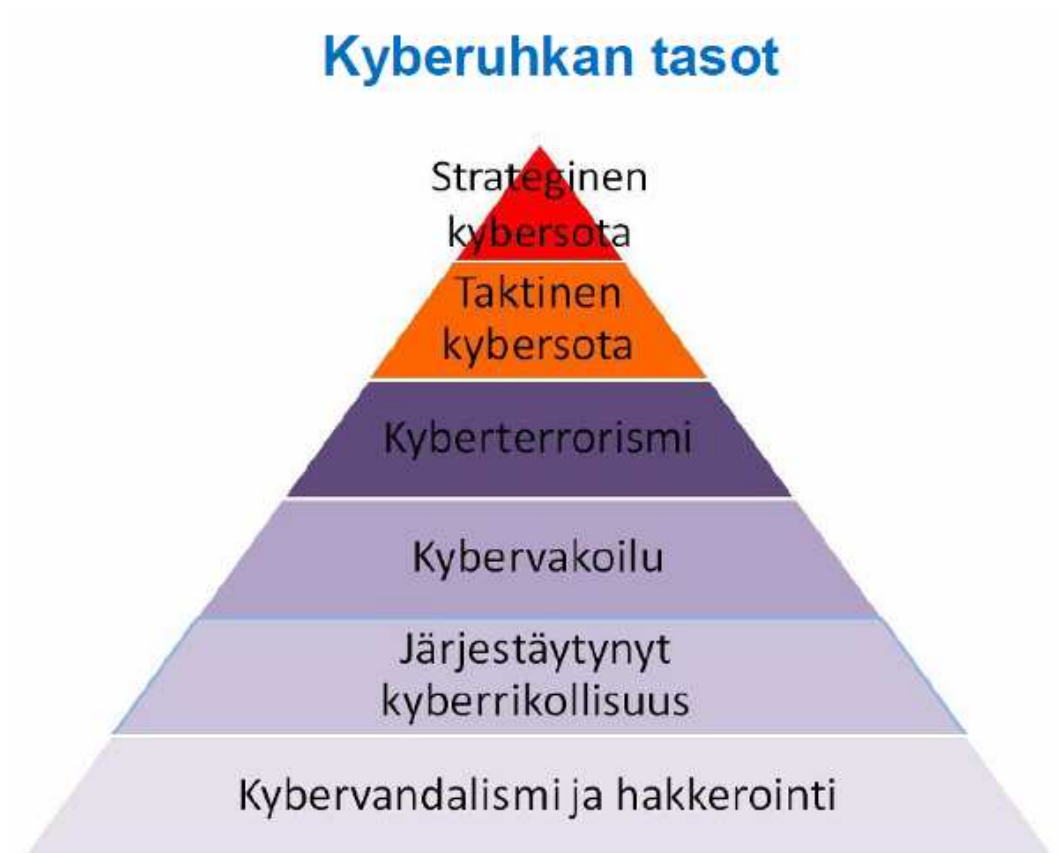 Kyberuhkan tasot
Strateginen
kybersota
Taktinen
kybersota
Kyberterrorismi
Kybervakoilu
Järjestäytynyt
kyberrikollisuus
Kybervandalismi ja hakkerointi